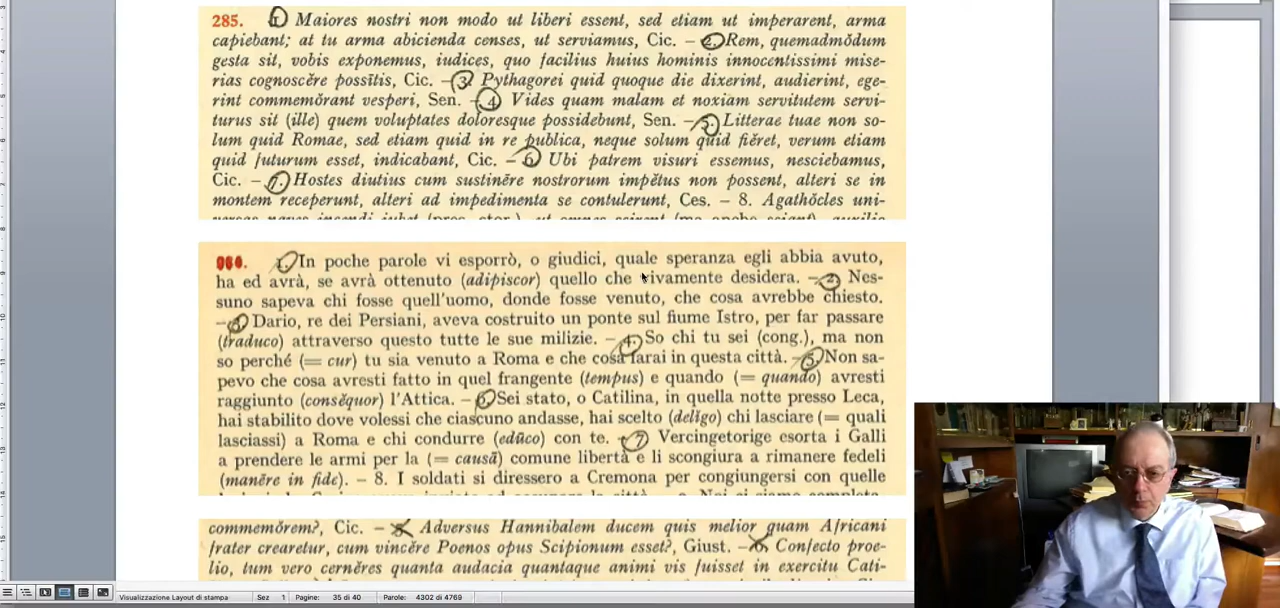 285. 1 Maiores nostri non modo ut liberi essent, sed etiam ut imperarent, arma
capiebant; at tu arma abicienda censes, ut serviamus, Cic. – 2. Rem, quemadmŏdum
gesta sit, vobis exponemus, iudices, quo facilius huius hominis innocentissimi mise-
rias cognoscĕre possītis, Cic. – 3. Pythagorei quid quoque die dixerint, audierint, ege-
rint commemŏrant vesperi, Sen. – 4 Vides quam malam et noxiam servitutem servi-
turus sit (ille) quem voluptates doloresque possidebunt, Sen. – 5. Litterae tuae non so-
lum quid Romae, sed etiam quid in re publica, neque solum quid fiĕret, verum etiam
quid futurum esset, indicabant, Cic. – 6 Ubi patrem visuri essemus, nesciebamus,
Cic. – 7. Hostes diutius cum sustinēre nostrorum impĕtus non possent, alteri se in
montem receperunt, alteri ad impedimenta se contulerunt, Ces. – 8. Agathŏcles uni-
1. In poche parole vi esporrò, o giudici, quale speranza egli abbia avuto,
ha ed avrà, se avrà ottenuto (adipiscor) quello che vivamente desidera. – 2 Nes-
suno sapeva chi fosse quell'uomo, donde fosse venuto, che cosa avrebbe chiesto.
– 3 Dario, re dei Persiani, aveva costruito un ponte sul fiume Istro, per far passare
(traduco) attraverso questo tutte le sue milizie. – 4. So chi tu sei (cong.), ma non
so perché (= cur) tu sia venuto a Roma e che cosa farai in questa città. – 5. Non sa-
pevo che cosa avresti fatto in quel frangente (tempus) e quando (= quando) avresti
raggiunto (consĕquor) l'Attica. – 6 Sei stato, o Catilina, in quella notte presso Leca,
hai stabilito dove volessi che ciascuno andasse, hai scelto (delĭgo) chi lasciare (= quali
lasciassi) a Roma e chi condurre (edūco) con te. – 7 Vercingetorige esorta i Galli
a prendere le armi per la (= causā) comune libertà e li scongiura a rimanere fedeli
(manēre in fide). – 8. I soldati si diressero a Cremona per congiungersi con quelle
commemŏrem?, Cic. – Adversus Hannibalem ducem quis melior quam Africani
frater crearetur, cum vincĕre Poenos opus Scipionum esset?, Giust. – Confecto proe-
lio, tum vero cernĕres quanta audacia quantaque animi vis fuisset in exercitu Cati-
Visualizzazione Layout di stampa Sez 1 Pagine: 35 di 40 Parole: 4302 di 4769